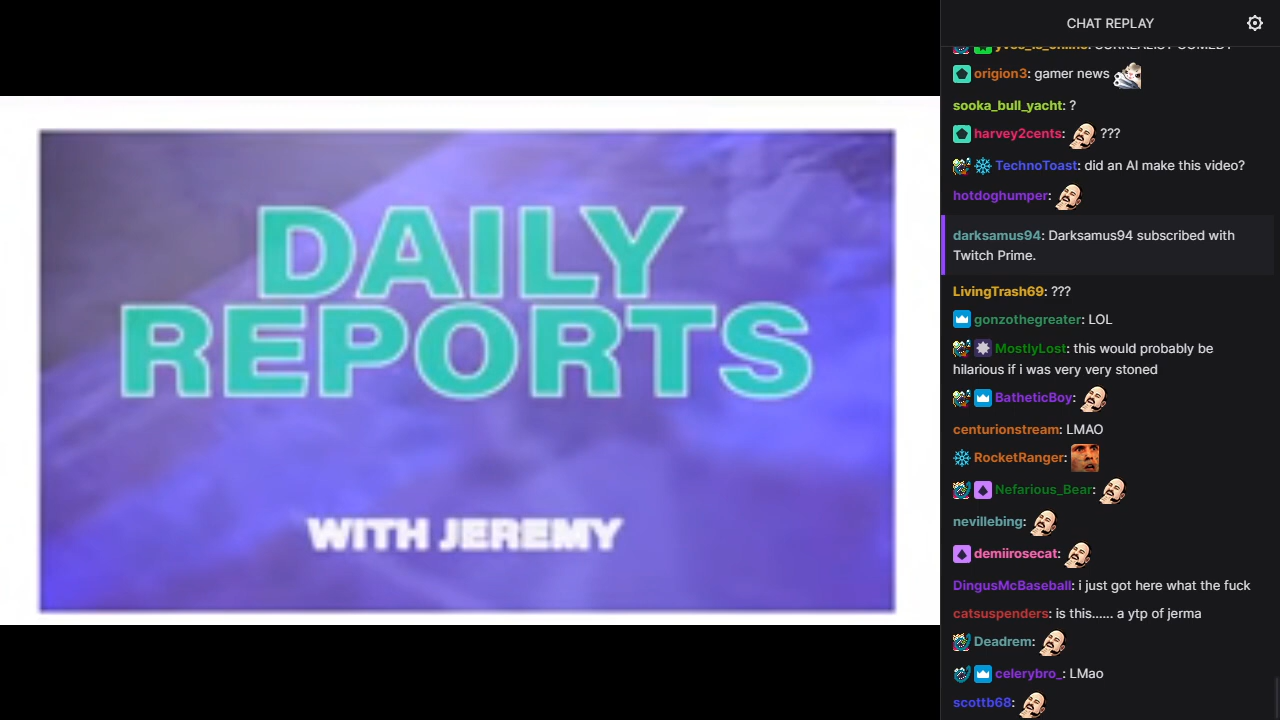 DAILY
REPORTS
WITH JEREMY
CHAT REPLAY
yves_is_online: SURREALIST COMEDY
origion3: gamer news
sooka_bull_yacht: ?
harvey2cents: ???
TechnoToast: did an AI make this video?
hotdoghumper:
darksamus94: Darksamus94 subscribed with
Twitch Prime.
LivingTrash69: ???
gonzothegreater: LOL
MostlyLost: this would probably be
hilarious if i was very very stoned
BatheticBoy:
centurionstream: LMAO
RocketRanger:
Nefarious_Bear:
nevillebing:
demiirosecat:
DingusMcBaseball: i just got here what the fuck
catsuspenders: is this...... a ytp of jerma
Deadrem:
celerybro_: LMao
scottb68: